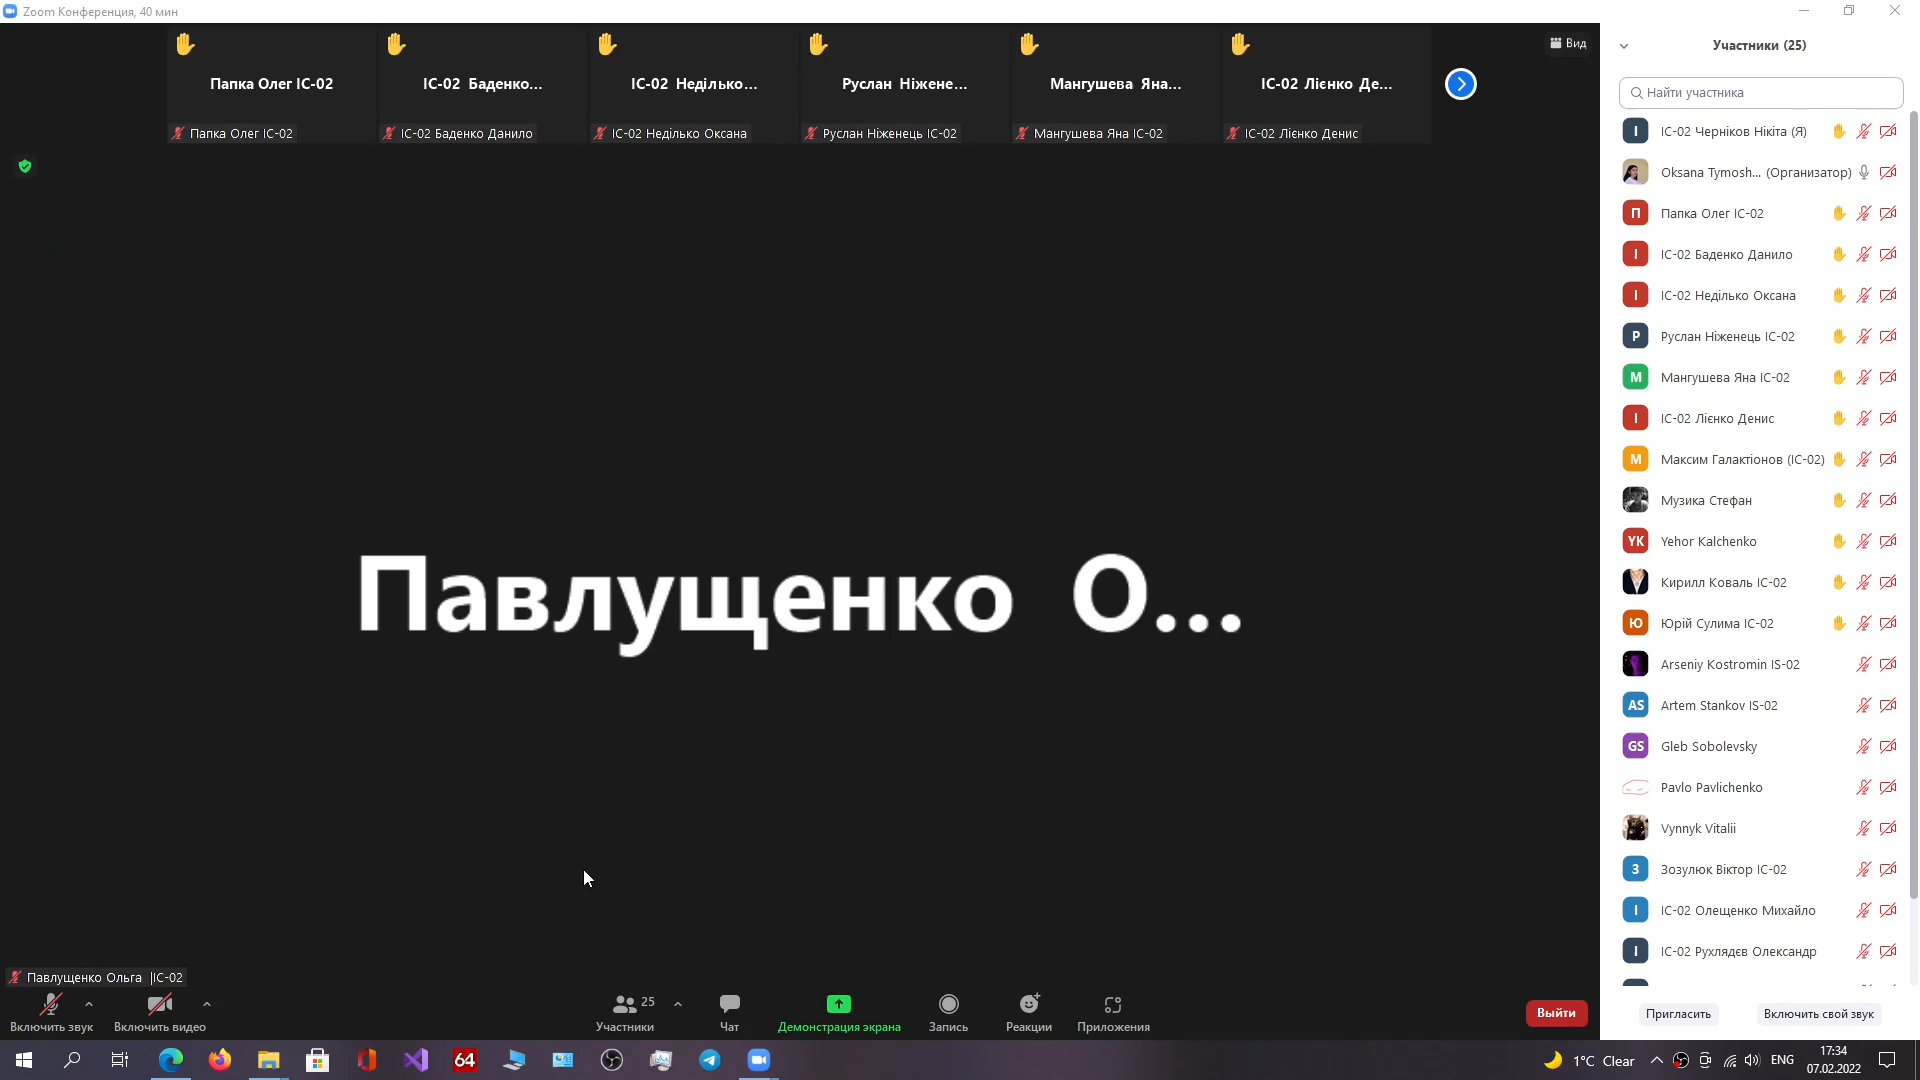 Zoom Конференция, 40 мин
Папка Олег ІС-02
ІС-02 Баденко...
ІС-02 Неділько...
Руслан Ніжене...
Мангушева Яна...
ІС-02 Лієнко Де...
Вид
Папка Олег ІС-02
ІС-02 Баденко Данило
ІС-02 Неділько Оксана
Руслан Ніженець ІС-02
Мангушева Яна ІС-02
ІС-02 Лієнко Денис
Павлущенко О...
Павлущенко Ольга |ІС-02
Участники (25)
Найти участника
І ІС-02 Черніков Нікіта (Я)
Oksana Tymosh... (Организатор)
П Папка Олег ІС-02
І ІС-02 Баденко Данило
І ІС-02 Неділько Оксана
Р Руслан Ніженець ІС-02
М Мангушева Яна ІС-02
І ІС-02 Лієнко Денис
М Максим Галактіонов (ІС-02)
Музика Стефан
YK Yehor Kalchenko
Кирилл Коваль ІС-02
Ю Юрій Сулима ІС-02
Arseniy Kostromin IS-02
AS Artem Stankov IS-02
GS Gleb Sobolevsky
Pavlo Pavlichenko
Vynnyk Vitalii
З Зозулюк Віктор ІС-02
І ІС-02 Олещенко Михайло
І ІС-02 Рухлядєв Олександр
Пригласить
Включить свой звук
Включить звук
Включить видео
25
Участники
Чат
Демонстрация экрана
Запись
Реакции
Приложения
Выйти
64
1°C Clear
ENG
17:34
07.02.2022